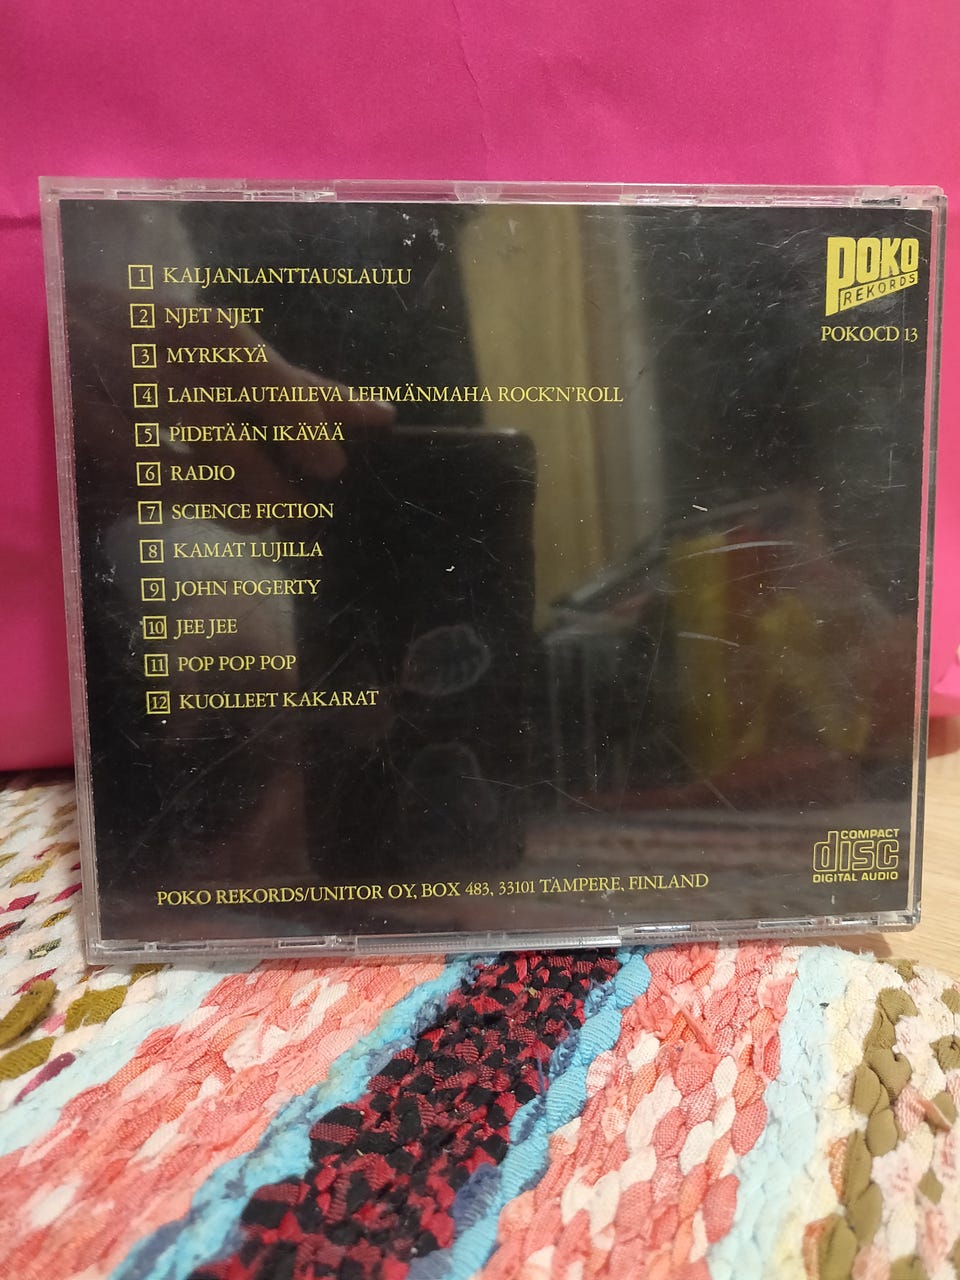 1 KALJANLANTTAUSLAULU
2 NJET NJET
3 MYRKKYÄ
4 LAINELAUTAILEVA LEHMÄNMAHA ROCK'N'ROLL
5 PIDETÄÄN IKÄVÄÄ
6 RADIO
7 SCIENCE FICTION
8 KAMAT LUJILLA
9 JOHN FOGERTY
10 JEE JEE
11 POP POP POP
12 KUOLLEET KAKARAT
POKO
REKORDS
POKOCD 13
COMPACT
disc
DIGITAL AUDIO
POKO REKORDS/UNITOR OY, BOX 483, 33101 TAMPERE, FINLAND